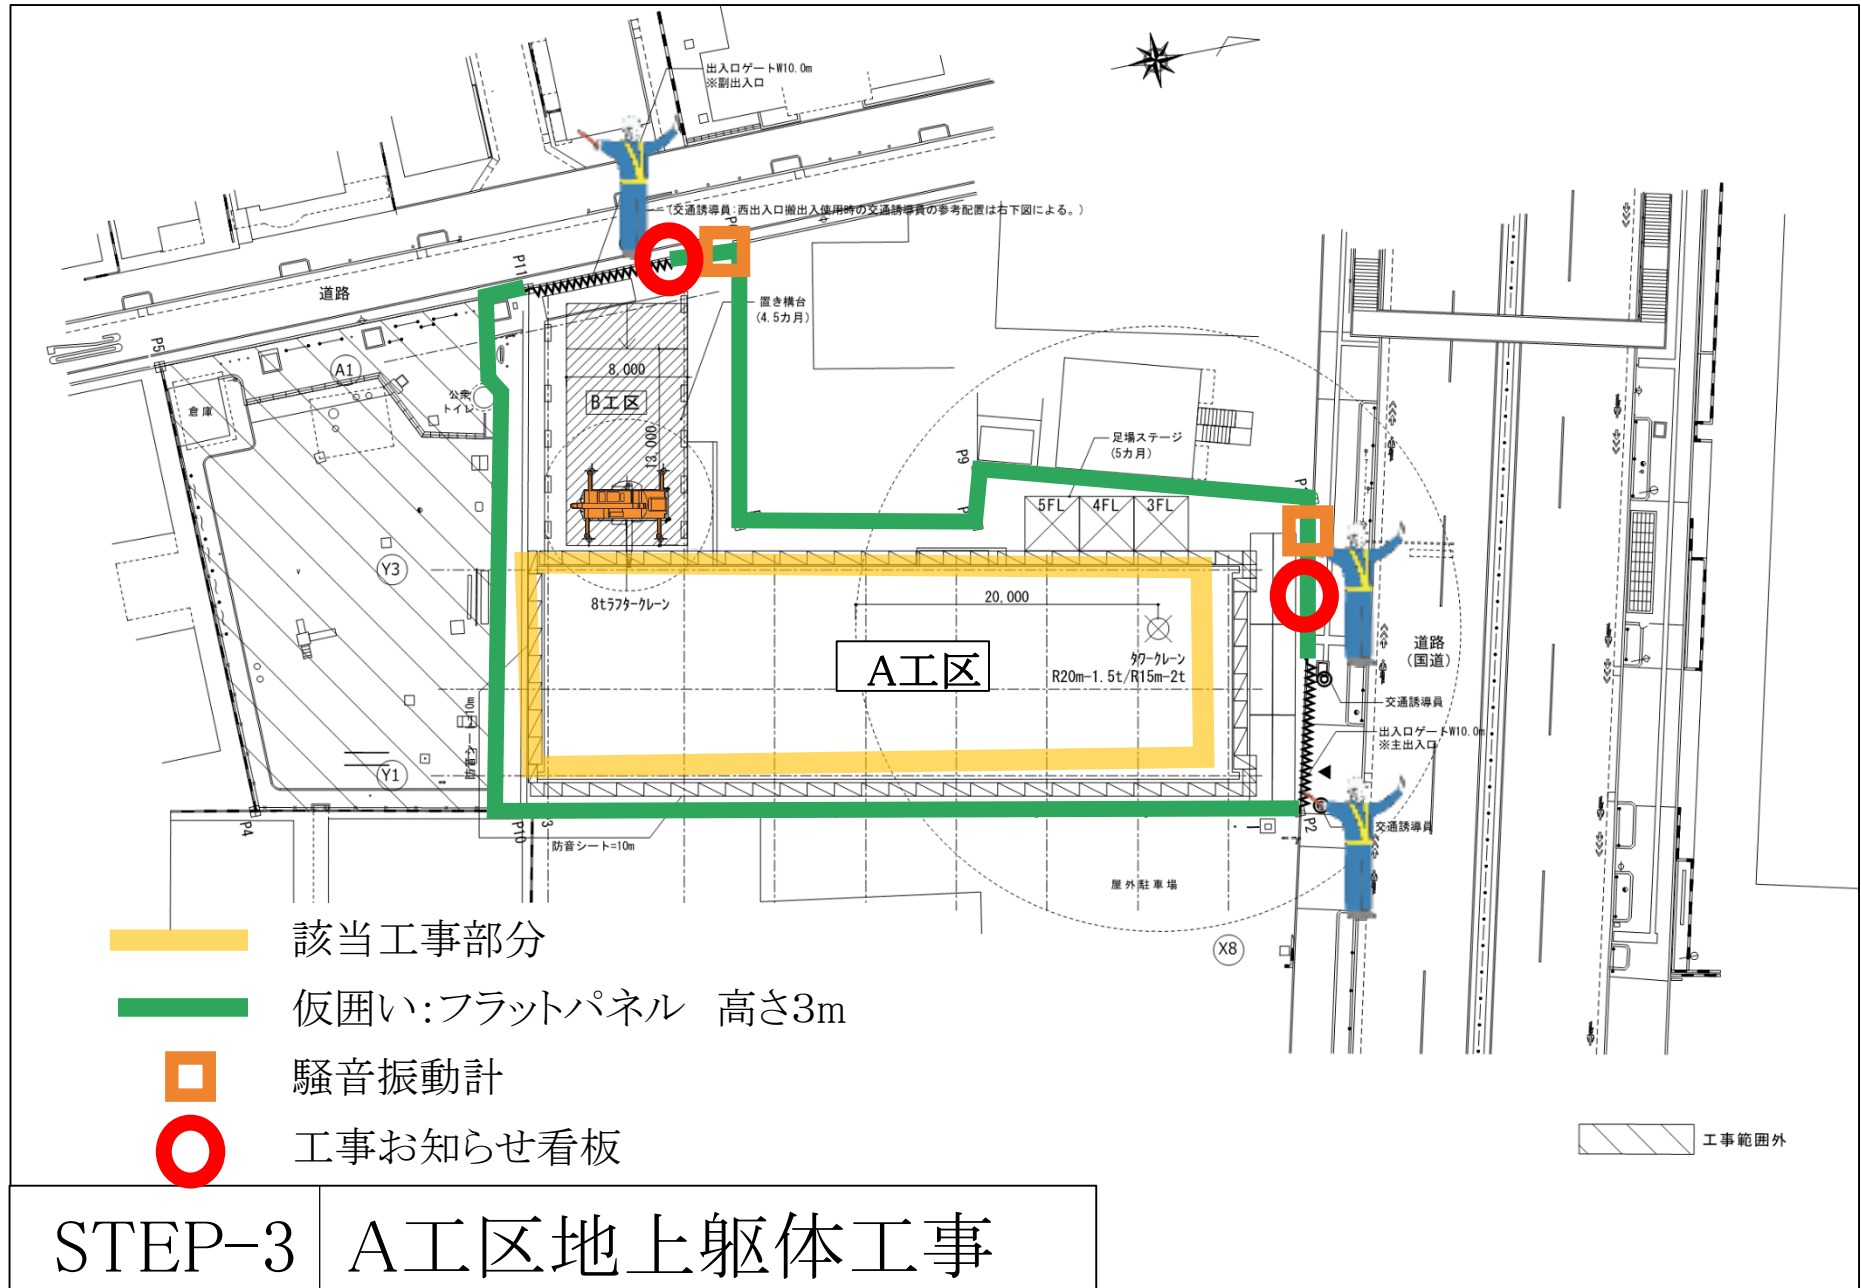 出入口ゲートW10.0m
※副出入口
(交通誘導員:西出入口搬出入使用時の交通誘導員の参考配置は右下図による。)
P11
道路
置き構台
(4.5カ月)
P5
A1
8,000
公衆
トイレ
倉庫
B工区
13,000
足場ステージ
(5カ月)
P9
5FL
4FL
3FL
Y3
8tラフタークレーン
20,000
A工区
タワークレーン
R20m-1.5t/R15m-2t
道路
(国道)
交通誘導員
出入口ゲートW10.0m
※主出入口
Y1
防音シート=10m
P4
P10
P2
交通誘導員
防音シート=10m
屋外駐車場
X8
該当工事部分
仮囲い:フラットパネル 高さ3m
騒音振動計
工事お知らせ看板
工事範囲外
STEP-3
A工区地上躯体工事